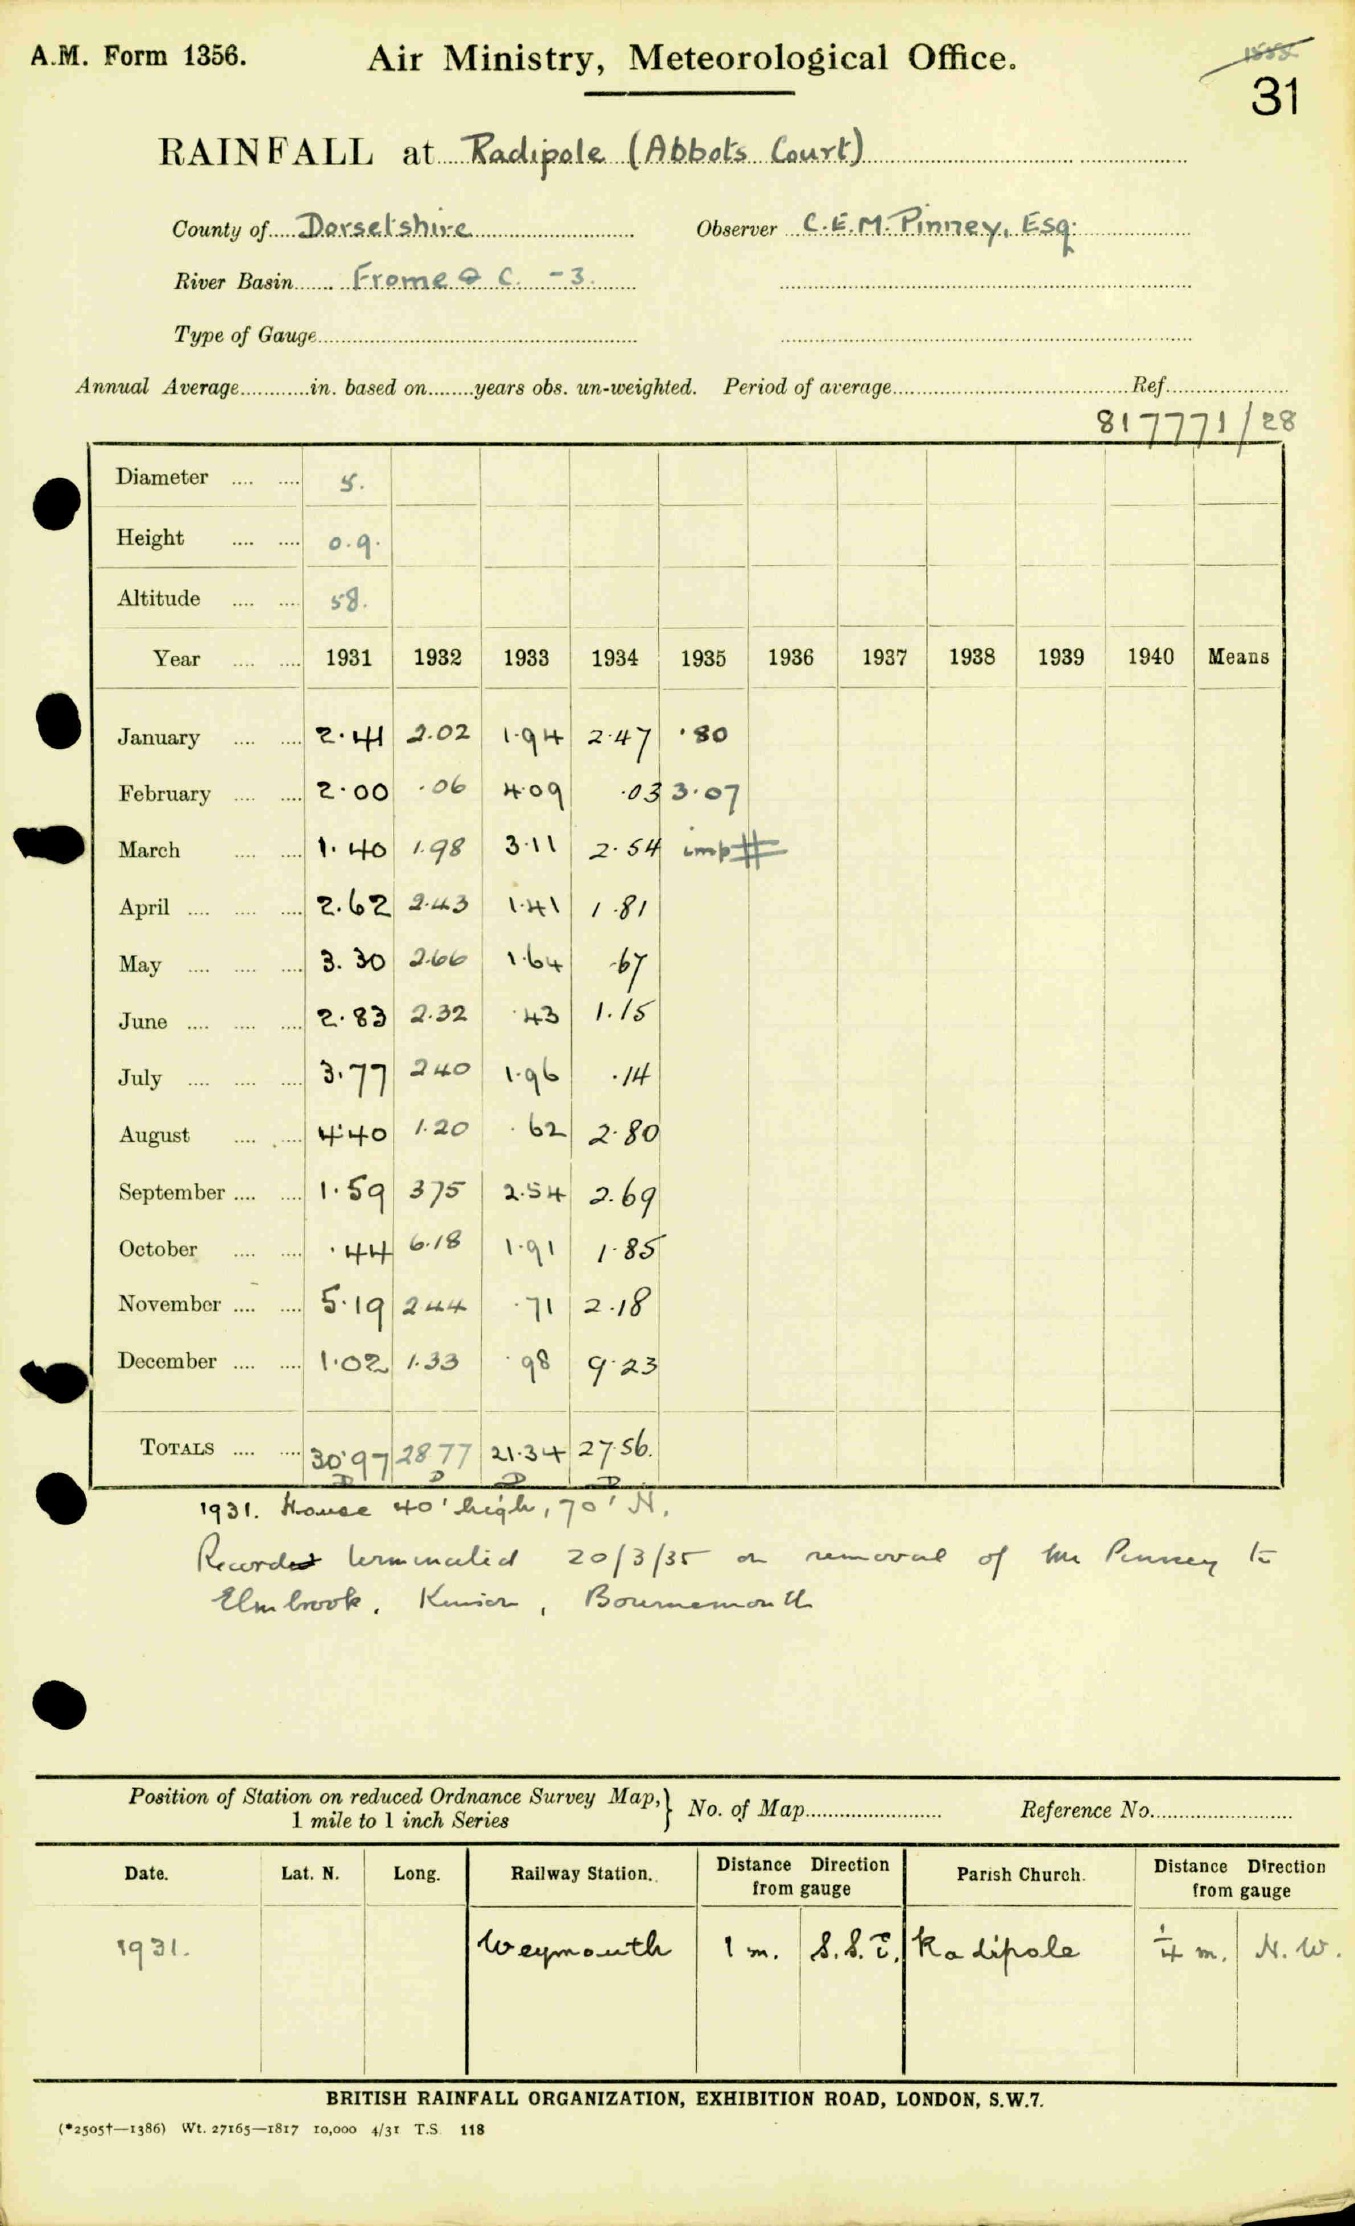 A.M. Form 1356. Air Ministry, Meteorological Office.
31
RAINFALL at Radipole (Abbots Court)
County of Dorsetshire Observer C.E.M. Pinney, Esq.
River Basin Frome & C. -3.
Type of Gauge
Annual Average in. based on years obs. un-weighted. Period of average Ref.
817771/28
Diameter 5.
Height 0.9.
Altitude 58.
Year 1931 1932 1933 1934 1935 1936 1937 1938 1939 1940 Means
January 2.41 2.02 1.94 2.47 .80
February 2.00 .06 4.09 .03 3.07
March 1.40 1.98 3.11 2.54 imp #
April 2.62 2.43 1.41 1.81
May 3.30 2.66 1.64 .67
June 2.83 2.32 .43 1.15
July 3.77 2 40 1.96 .14
August 4.40 1.20 .62 2.80
September 1.59 375 2.54 2.69
October .44 6.18 1.91 1.85
November 5.19 2 44 .71 2.18
December 1.02 1.33 .98 9.23
TOTALS 30.97 28 77 21.34 27.56.
D D D D
1931. House 40' high, 70' N.
Record terminated 20/3/35 on removal of Mr Pinney to
Elmbrook, Kinson, Bournemouth
Position of Station on reduced Ordnance Survey Map, } No. of Map Reference No.
1 mile to 1 inch Series
Date. Lat. N. Long. Railway Station. Distance Direction from gauge Parish Church. Distance Direction from gauge
1931. Weymouth 1 m. S.S.E. Radipole 1/4 m. N.W.
BRITISH RAINFALL ORGANIZATION, EXHIBITION ROAD, LONDON, S.W.7.
(*2505†—1386) Wt. 27165—1817 10,000 4/31 T.S. 118